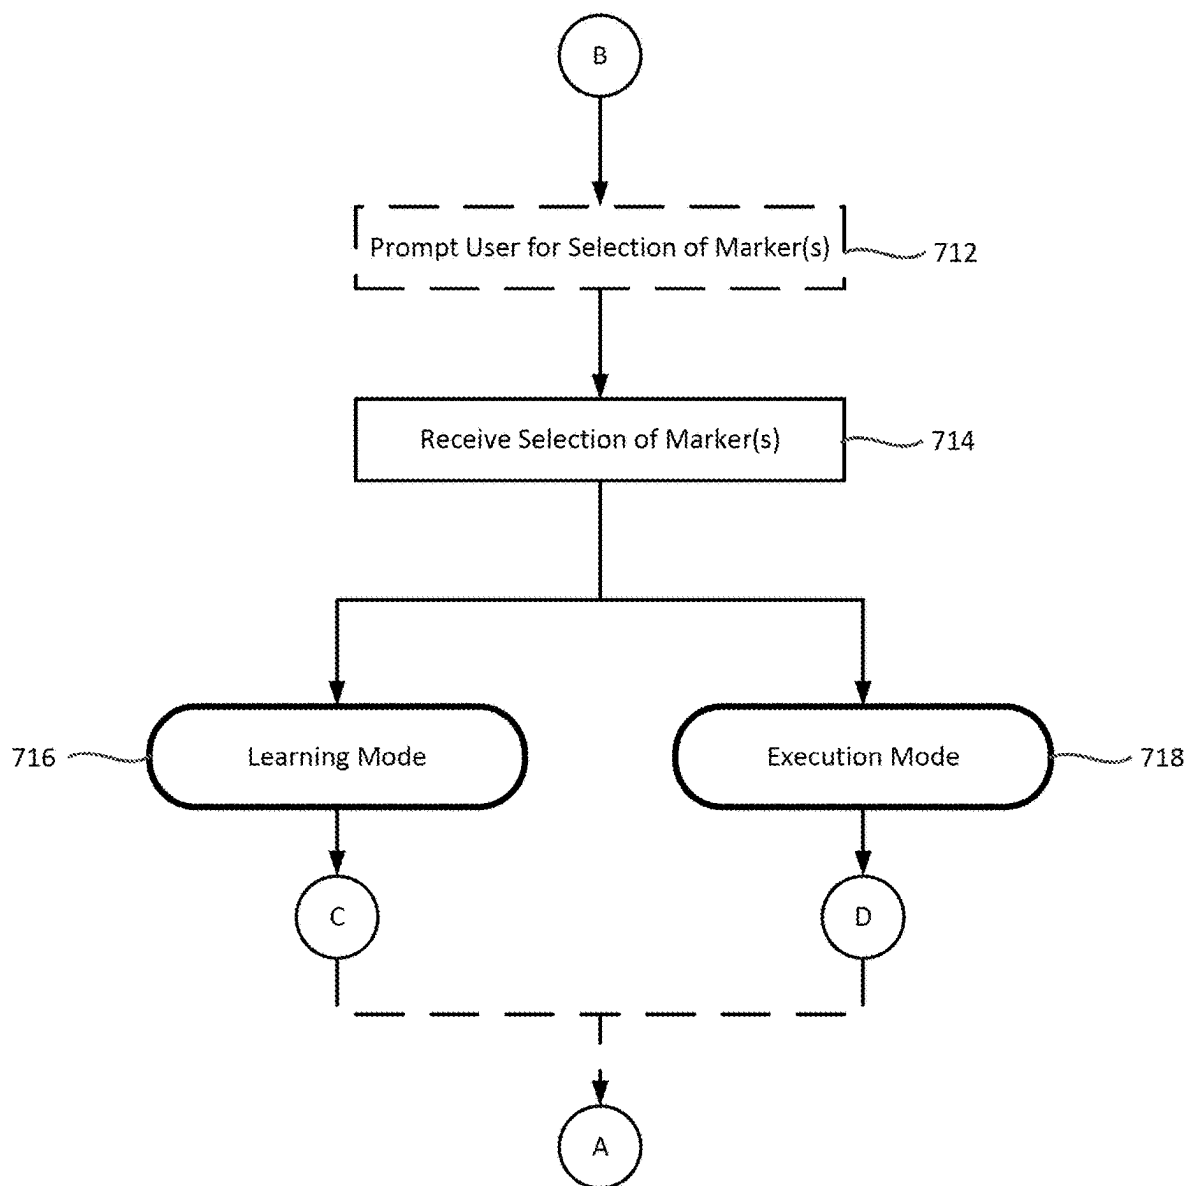 B
Prompt User for Selection of Marker(s)
712
Receive Selection of Marker(s)
714
716
Learning Mode
Execution Mode
718
C
D
A